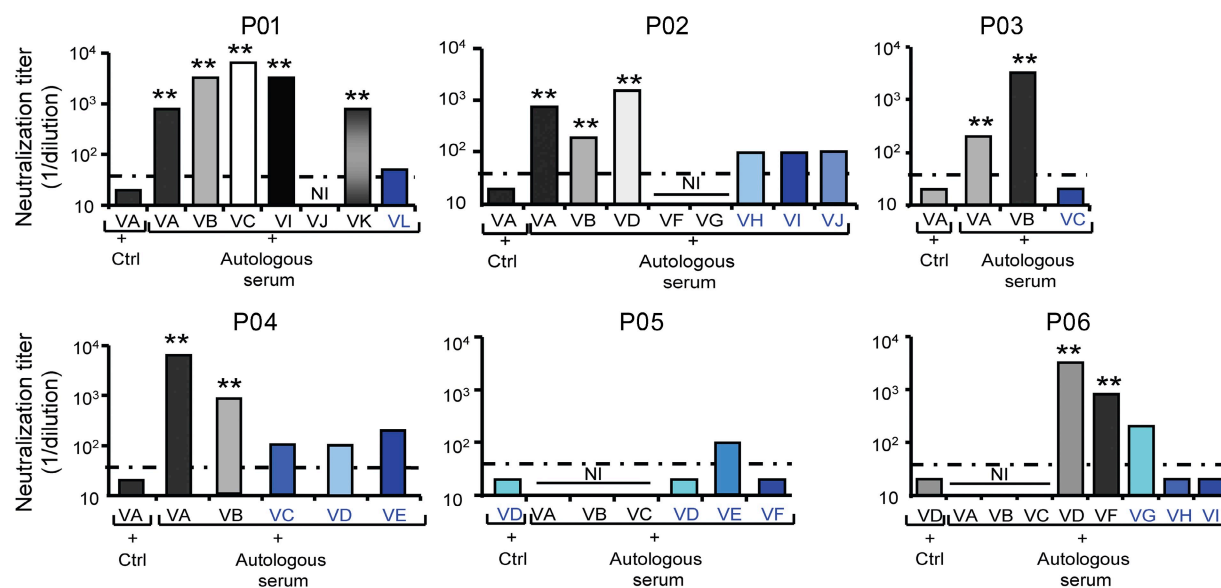 P01
Neutralization titer
(1/dilution)
10⁴
10³
10²
10
** ** ** ** **
NI
VA VA VB VC VI VJ VK VL
+ +
Ctrl Autologous
serum
P02
10⁴
10³
10²
10
** ** **
NI
VA VA VB VD VF VG VH VI VJ
+ +
Ctrl Autologous
serum
P03
10⁴
10³
10²
10
** **
VA VA VB VC
+ +
Ctrl Autologous
serum
P04
Neutralization titer
(1/dilution)
10⁴
10³
10²
10
** **
VA VA VB VC VD VE
+ +
Ctrl Autologous
serum
P05
10⁴
10³
10²
10
NI
VD VA VB VC VD VE VF
+ +
Ctrl Autologous
serum
P06
10⁴
10³
10²
10
** **
NI
VD VA VB VC VD VF VG VH VI
+ +
Ctrl Autologous
serum